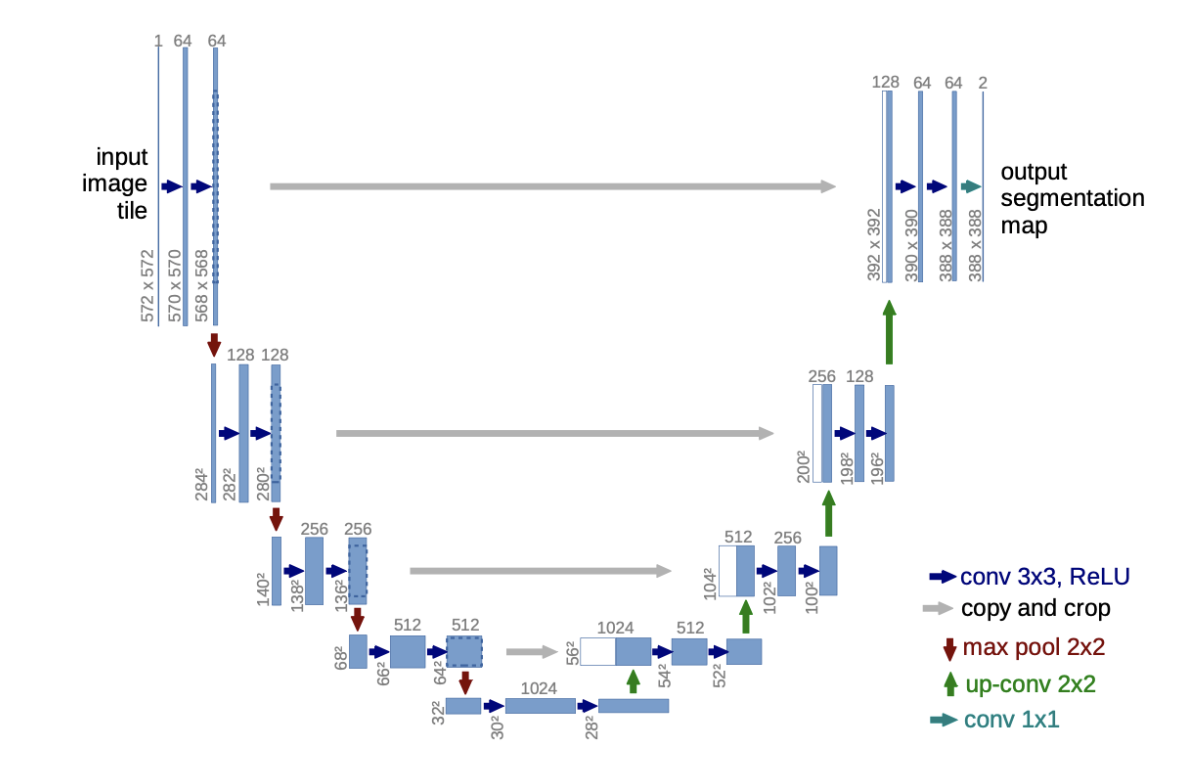 1 64 64
128 64 64 2
input
image
tile
output
segmentation
map
572 x 572
570 x 570
568 x 568
392 x 392
390 x 390
388 x 388
388 x 388
128 128
256 128
284²
282²
280²
200²
198²
196²
256 256
512 256
140²
138²
136²
104²
102²
100²
512 512
1024 512
68²
66²
64²
56²
54²
52²
1024
32²
30²
28²
conv 3x3, ReLU
copy and crop
max pool 2x2
up-conv 2x2
conv 1x1